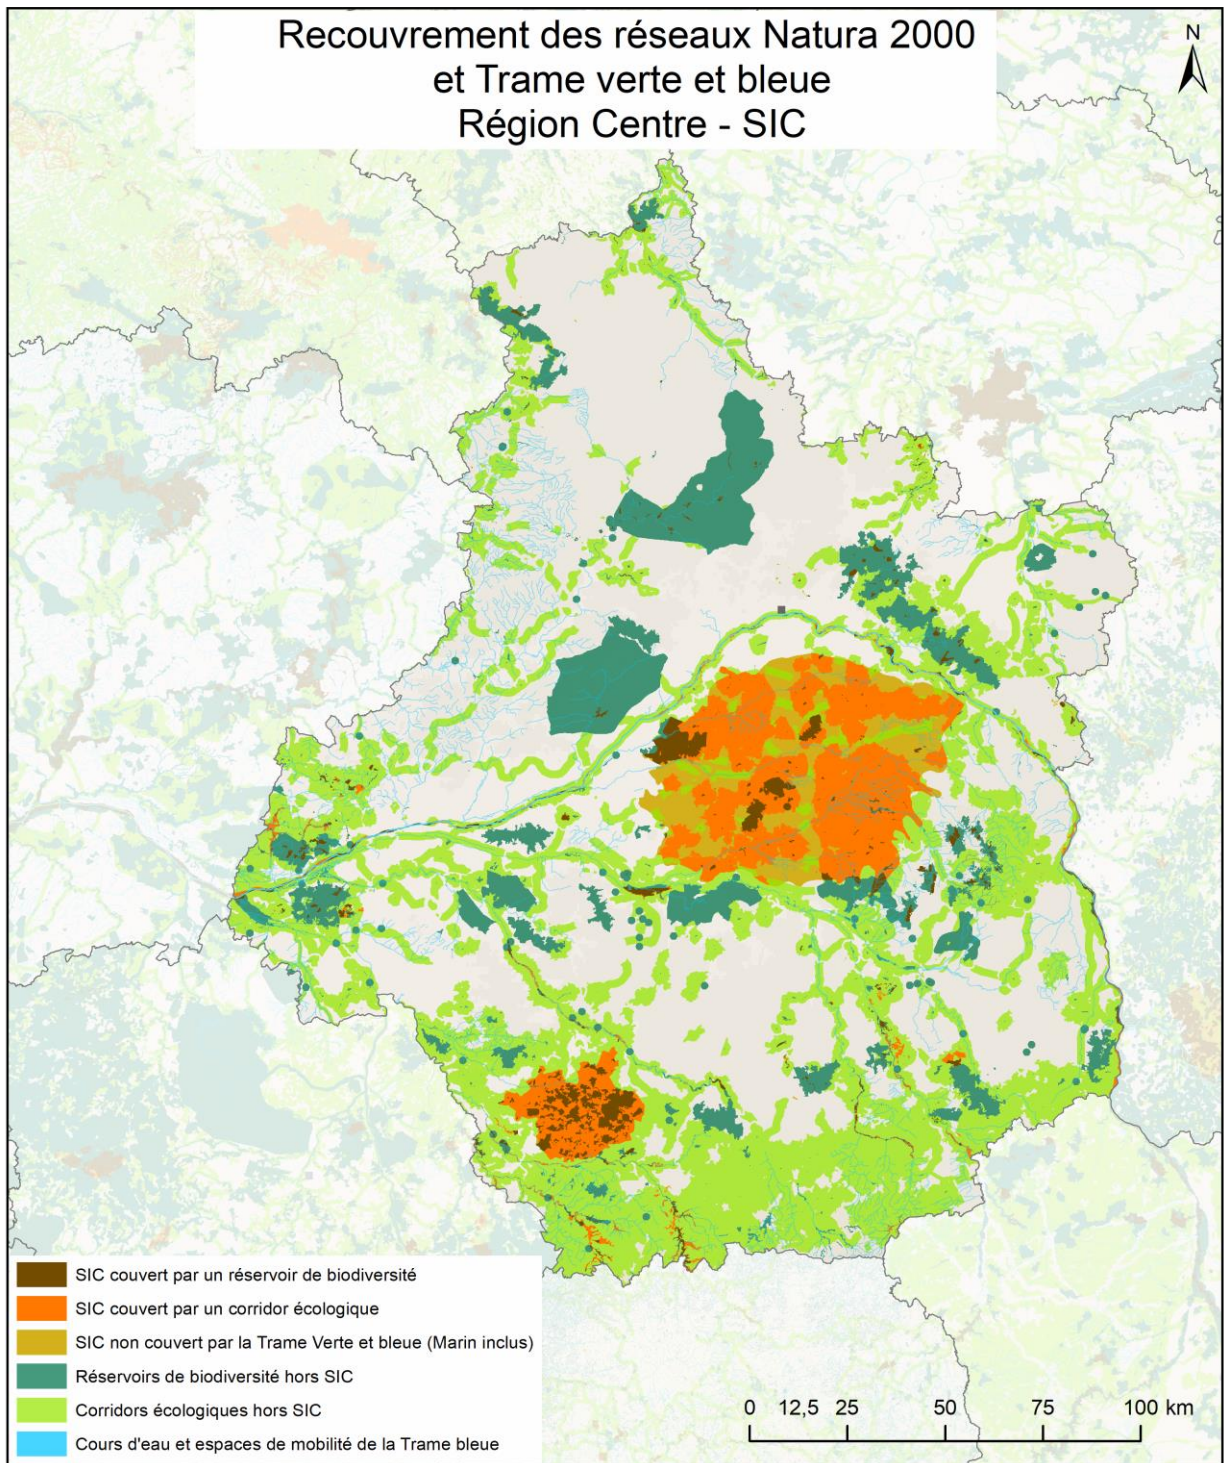 Recouvrement des réseaux Natura 2000
et Trame verte et bleue
Région Centre - SIC
N
SIC couvert par un réservoir de biodiversité
SIC couvert par un corridor écologique
SIC non couvert par la Trame Verte et bleue (Marin inclus)
Réservoirs de biodiversité hors SIC
Corridors écologiques hors SIC
Cours d'eau et espaces de mobilité de la Trame bleue
0 12,5 25 50 75 100 km